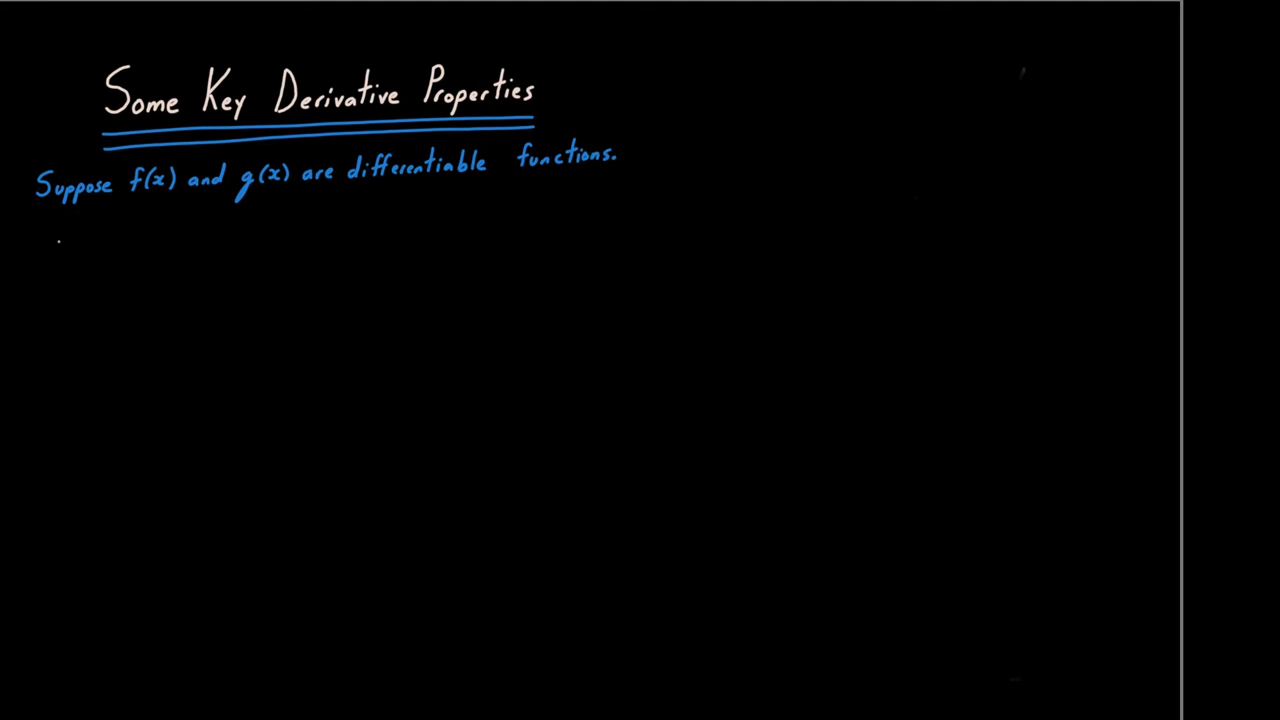 Some Key Derivative Properties
Suppose f(x) and g(x) are differentiable functions.